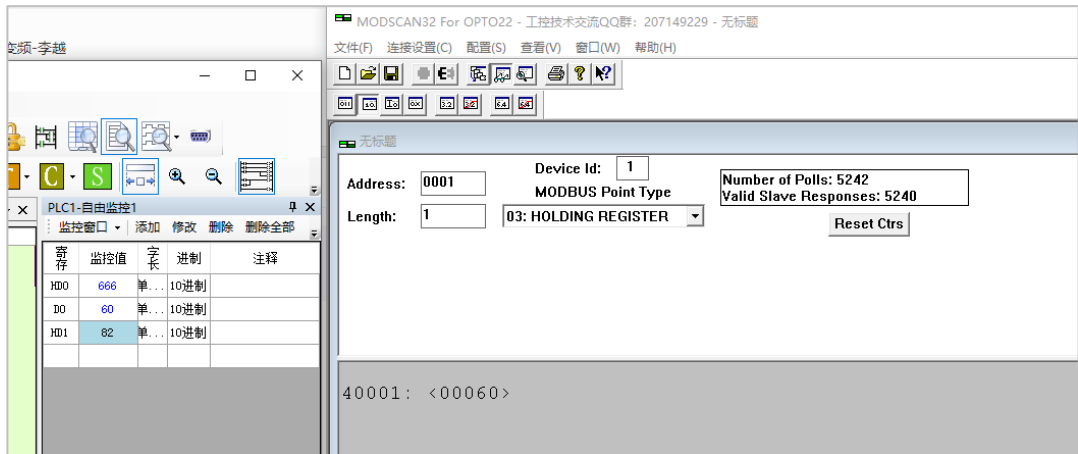 变频-李越
PLC1-自由监控1
监控窗口 添加 修改 删除 删除全部
寄存 监控值 字长 进制 注释
HD0 666 单... 10进制
D0 60 单... 10进制
HD1 82 单... 10进制
C S
MODSCAN32 For OPTO22 - 工控技术交流QQ群：207149229 - 无标题
文件(F) 连接设置(C) 配置(S) 查看(V) 窗口(W) 帮助(H)
无标题
Address: 0001
Device Id: 1
MODBUS Point Type
Length: 1
03: HOLDING REGISTER
Number of Polls: 5242
Valid Slave Responses: 5240
Reset Ctrs
40001: <00060>